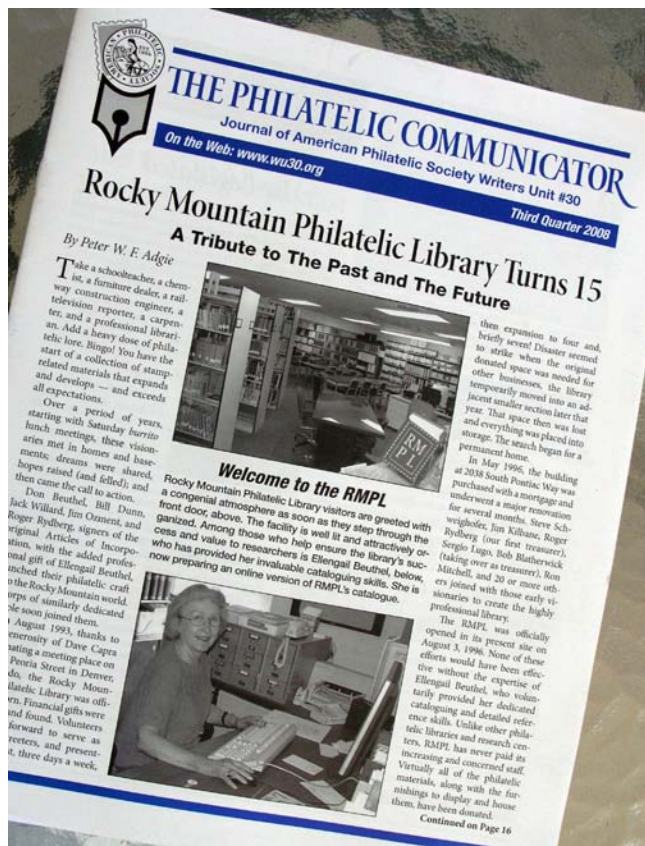 AMERICAN • PHILATELIC • SOCIETY
THE PHILATELIC COMMUNICATOR
Journal of American Philatelic Society Writers Unit #30
On the Web: www.wu30.org
Third Quarter 2008
Rocky Mountain Philatelic Library Turns 15
A Tribute to The Past and The Future
By Peter W. F. Adgie
Take a schoolteacher, a chem-
ist, a furniture dealer, a rail-
way construction engineer, a
television reporter, a carpen-
ter, and a professional librari-
an. Add a heavy dose of phila-
telic lore. Bingo! You have the
start of a collection of stamp-
related materials that expands
and develops — and exceeds
all expectations.
Over a period of years,
starting with Saturday burrito
lunch meetings, these vision-
aries met in homes and base-
ments; dreams were shared,
hopes raised (and felled); and
then came the call to action.
Don Beuthel, Bill Dunn,
Jack Willard, Jim Ozment, and
Roger Rydberg, signers of the
original Articles of Incorpo-
ation, with the added profes-
onal gift of Ellengail Beuthel,
nched their philatelic craft
o the Rocky Mountain world.
orps of similarly dedicated
ple soon joined them.
August 1993, thanks to
enerosity of Dave Capra
nating a meeting place on
Peoria Street in Denver,
do, the Rocky Moun-
ilatelic Library was offi-
rn. Financial gifts were
and found. Volunteers
forward to serve as
reeters, and present-
t, three days a week,
RM
PL
Welcome to the RMPL
Rocky Mountain Philatelic Library visitors are greeted with
a congenial atmosphere as soon as they step through the
front door, above. The facility is well lit and attractively or-
ganized. Among those who help ensure the library's suc-
cess and value to researchers is Ellengail Beuthel, below,
who has provided her invaluable cataloguing skills. She is
now preparing an online version of RMPL's catalogue.
then expansion to four and,
briefly seven! Disaster seemed
to strike when the original
donated space was needed for
other businesses, the library
temporarily moved into an ad-
jacent smaller section later that
year. That space then was lost
and everything was placed into
storage. The search began for a
permanent home.
In May 1996, the building
at 2038 South Pontiac Way was
purchased with a mortgage and
underwent a major renovation
for several months. Steve Sch-
weighofer, Jim Kilbane, Roger
Rydberg (our first treasurer),
Sergio Lugo, Bob Blatherwick
(taking over as treasurer), Ron
Mitchell, and 20 or more oth-
ers joined with those early vi-
sionaries to create the highly
professional library.
The RMPL was officially
opened in its present site on
August 3, 1996. None of these
efforts would have been effec-
tive without the expertise of
Ellengail Beuthel, who volun-
tarily provided her dedicated
cataloguing and detailed refer-
ence skills. Unlike other phila-
telic libraries and research cen-
ters, RMPL has never paid its
increasing and concerned staff.
Virtually all of the philatelic
materials, along with the fur-
nishings to display and house
them, have been donated.
Continued on Page 16